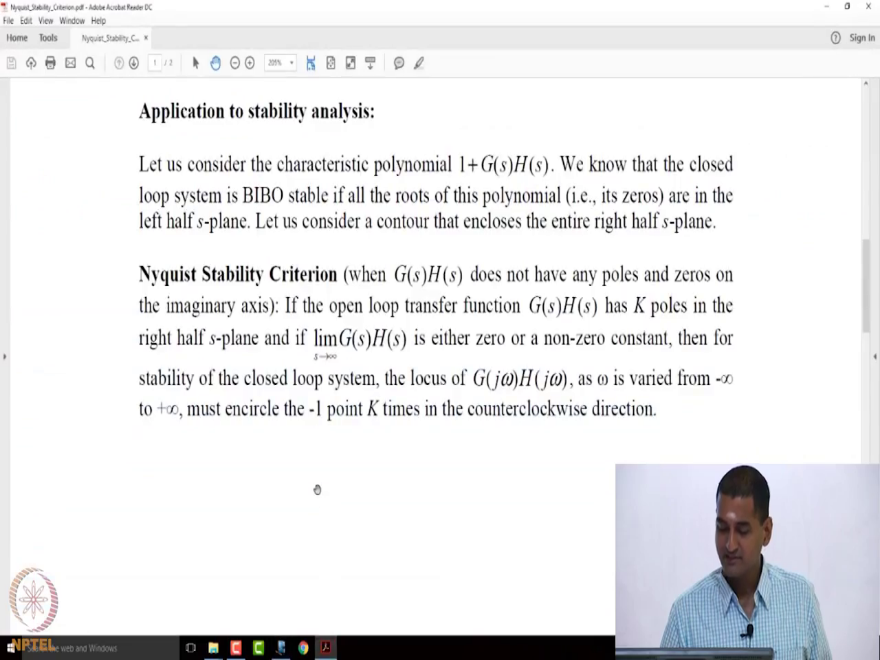 Nyquist_Stability_Criterion.pdf - Adobe Acrobat Reader DC
File Edit View Window Help
Home Tools Nyquist_Stability_C... × Sign In
1 / 2 205%
Application to stability analysis:
Let us consider the characteristic polynomial 1+G(s)H(s). We know that the closed
loop system is BIBO stable if all the roots of this polynomial (i.e., its zeros) are in the
left half s-plane. Let us consider a contour that encloses the entire right half s-plane.
Nyquist Stability Criterion (when G(s)H(s) does not have any poles and zeros on
the imaginary axis): If the open loop transfer function G(s)H(s) has K poles in the
right half s-plane and if lim G(s)H(s) is either zero or a non-zero constant, then for
s→∞
stability of the closed loop system, the locus of G(jω)H(jω), as ω is varied from -∞
to +∞, must encircle the -1 point K times in the counterclockwise direction.
NPTEL the web and Windows